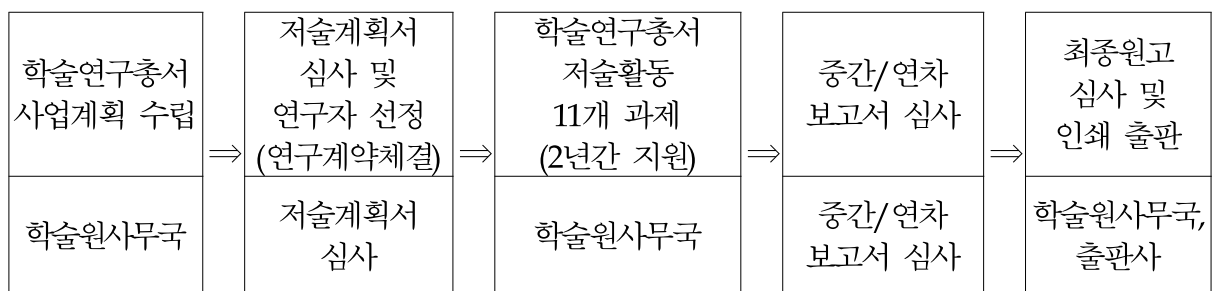 학술연구총서
사업계획 수립
학술원사무국
⇒
저술계획서
심사 및
연구자 선정
(연구계약체결)
저술계획서
심사
⇒
학술연구총서
저술활동
11개 과제
(2년간 지원)
학술원사무국
⇒
중간/연차
보고서 심사
중간/연차
보고서 심사
⇒
최종원고
심사 및
인쇄 출판
학술원사무국,
출판사